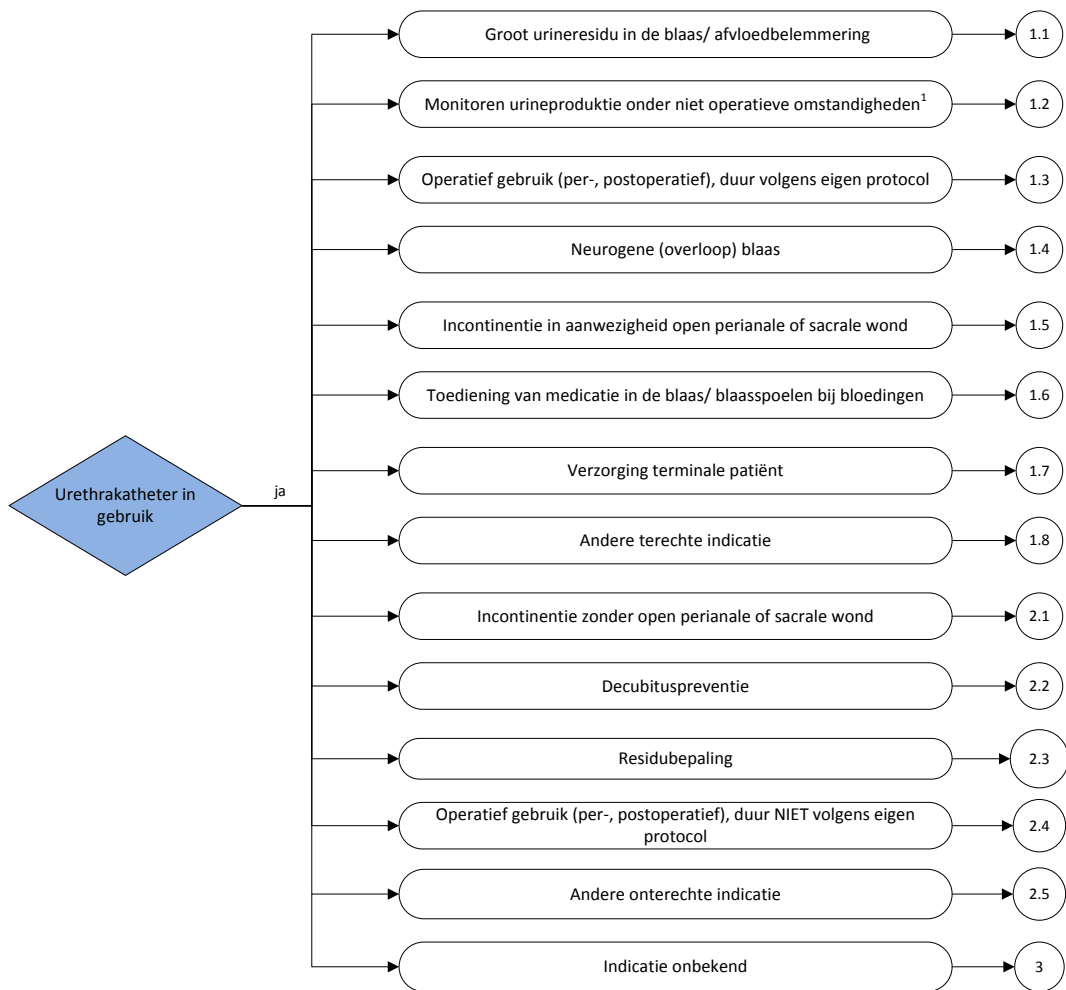 Groot urineresidu in de blaas/ afvloedbelemmering
1.1
Monitoren urineproduktie onder niet operatieve omstandigheden1
1.2
Operatief gebruik (per-, postoperatief), duur volgens eigen protocol
1.3
Neurogene (overloop) blaas
1.4
Incontinentie in aanwezigheid open perianale of sacrale wond
1.5
Toediening van medicatie in de blaas/ blaasspoelen bij bloedingen
1.6
Verzorging terminale patiënt
1.7
Urethrakatheter in
gebruik
ja
Andere terechte indicatie
1.8
Incontinentie zonder open perianale of sacrale wond
2.1
Decubituspreventie
2.2
Residubepaling
2.3
Operatief gebruik (per-, postoperatief), duur NIET volgens eigen
protocol
2.4
Andere onterechte indicatie
2.5
Indicatie onbekend
3